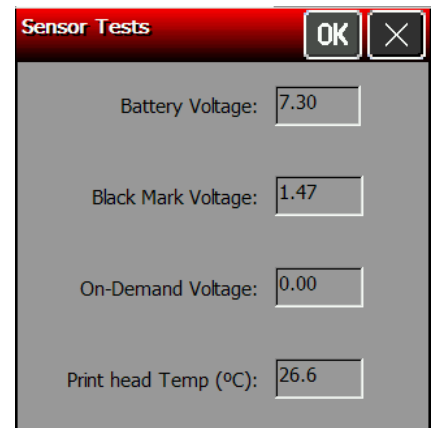 Sensor Tests OK
Battery Voltage: 7.30
Black Mark Voltage: 1.47
On-Demand Voltage: 0.00
Print head Temp (ºC): 26.6